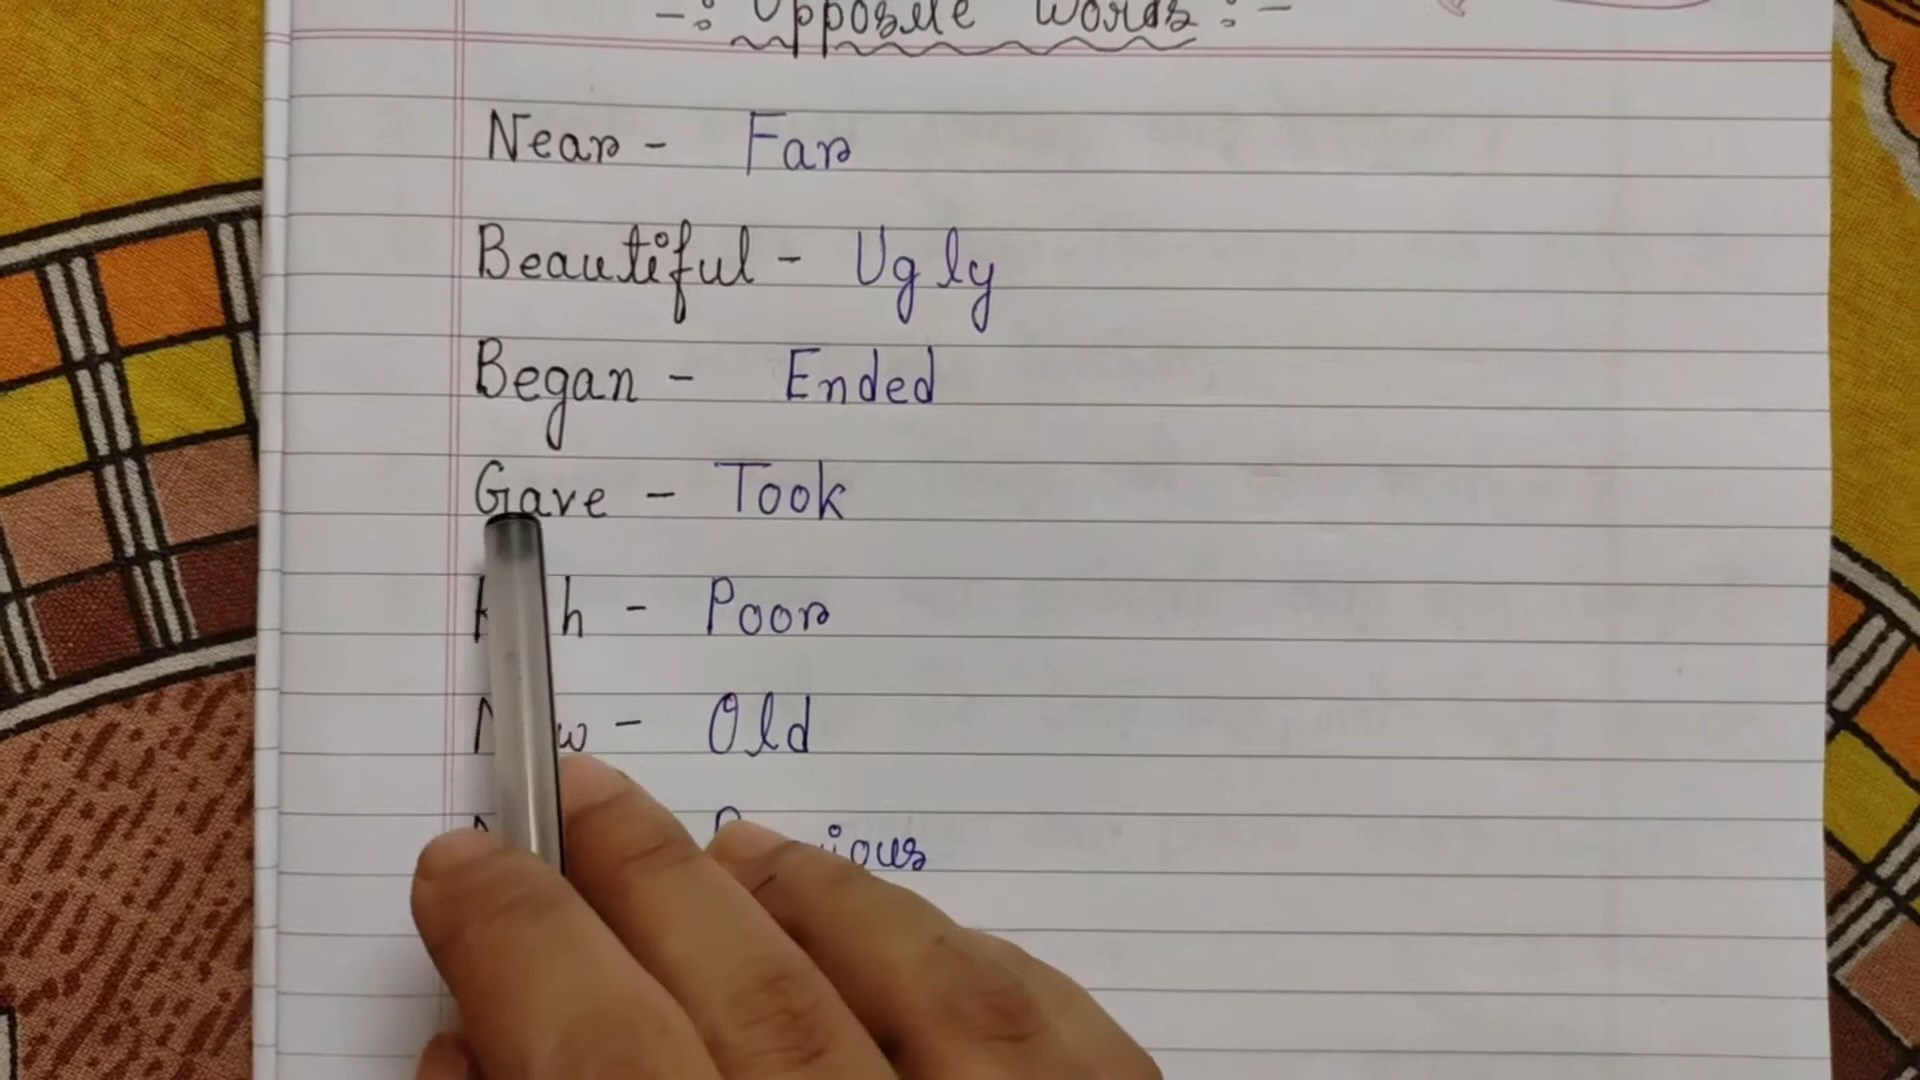 -: Opposite Words :-
Near - Far
Beautiful - Ugly
Began - Ended
Gave - Took
- Poor
- Old